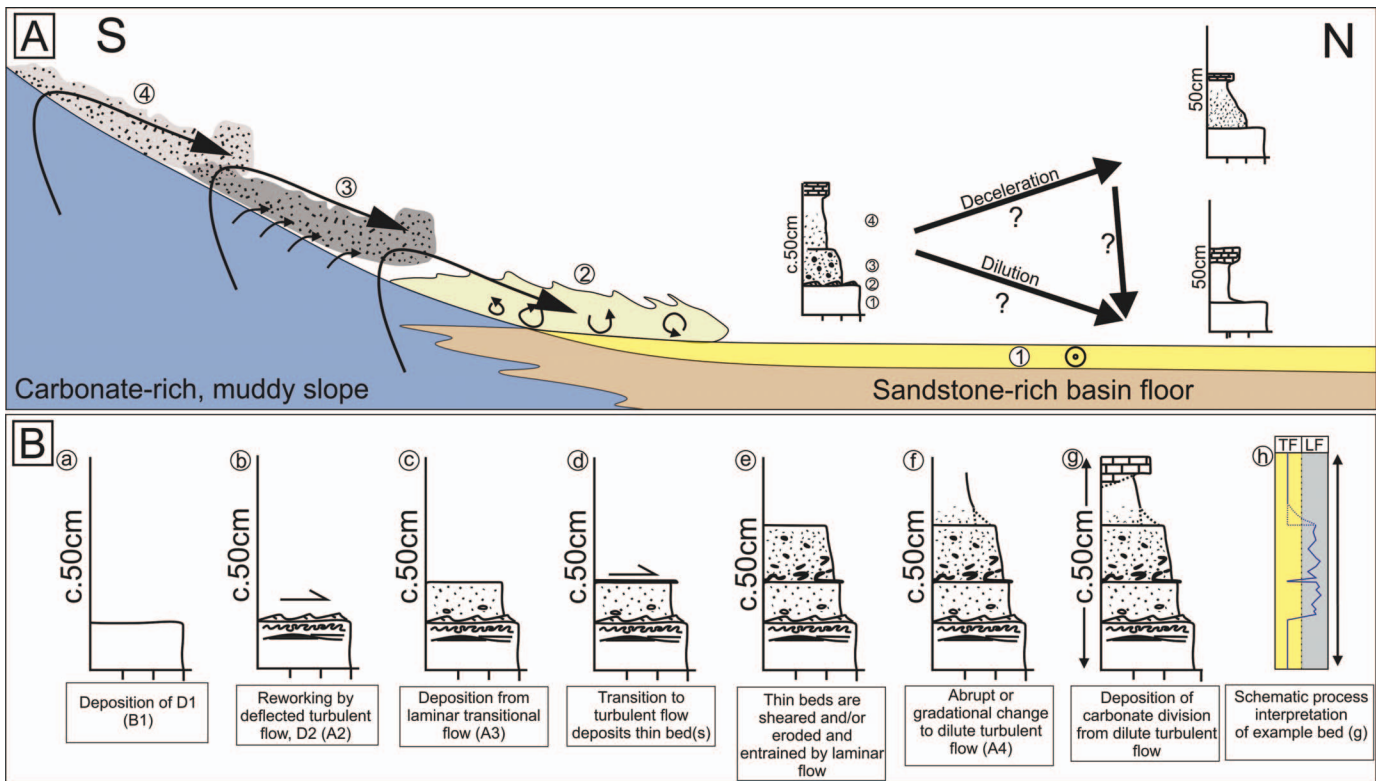 A
S
N
④
③
②
c.50cm
④
③
②
①
Deceleration
?
?
Dilution
?
50cm
50cm
①
Carbonate-rich, muddy slope
Sandstone-rich basin floor
B
ⓐ
c.50cm
Deposition of D1
(B1)
ⓑ
c.50cm
Reworking by
deflected turbulent
flow, D2 (A2)
ⓒ
c.50cm
Deposition from
laminar transitional
flow (A3)
ⓓ
c.50cm
Transition to
turbulent flow
deposits thin bed(s)
ⓔ
c.50cm
Thin beds are
sheared and/or
eroded and
entrained by laminar
flow
ⓕ
c.50cm
Abrupt or
gradational change
to dilute turbulent
flow (A4)
ⓖ
c.50cm
Deposition of
carbonate division
from dilute turbulent
flow
ⓗ
TF LF
Schematic process
interpretation
of example bed (g)